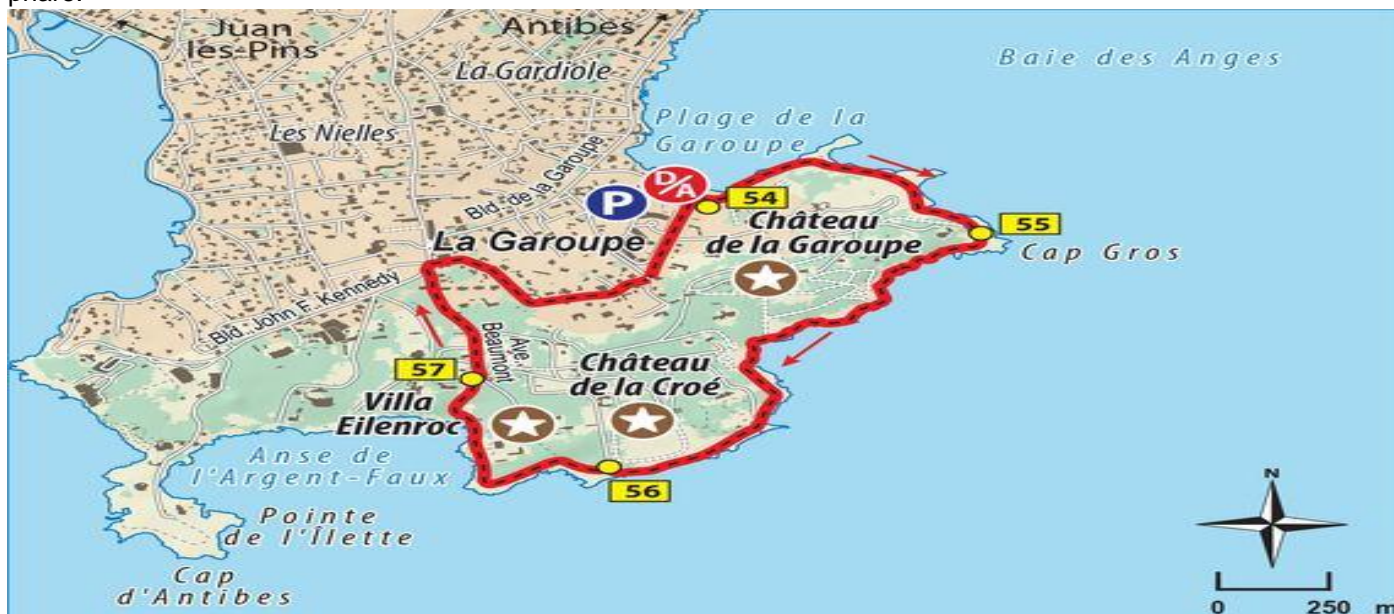 phare.
Juan
les-Pins
Antibes
La Gardiole
Baie des Anges
Les Nielles
Plage de la
Garoupe
Bld. de la Garoupe
P
D/A
54
Château
de la Garoupe
55
Cap Gros
La Garoupe
Bld. John F. Kennedy
Ave. Beaumont
57
Château
de la Croé
Villa
Eilenroc
Anse de
l'Argent-Faux
56
Pointe
de l'Îlette
Cap
d'Antibes
N
0 250 m